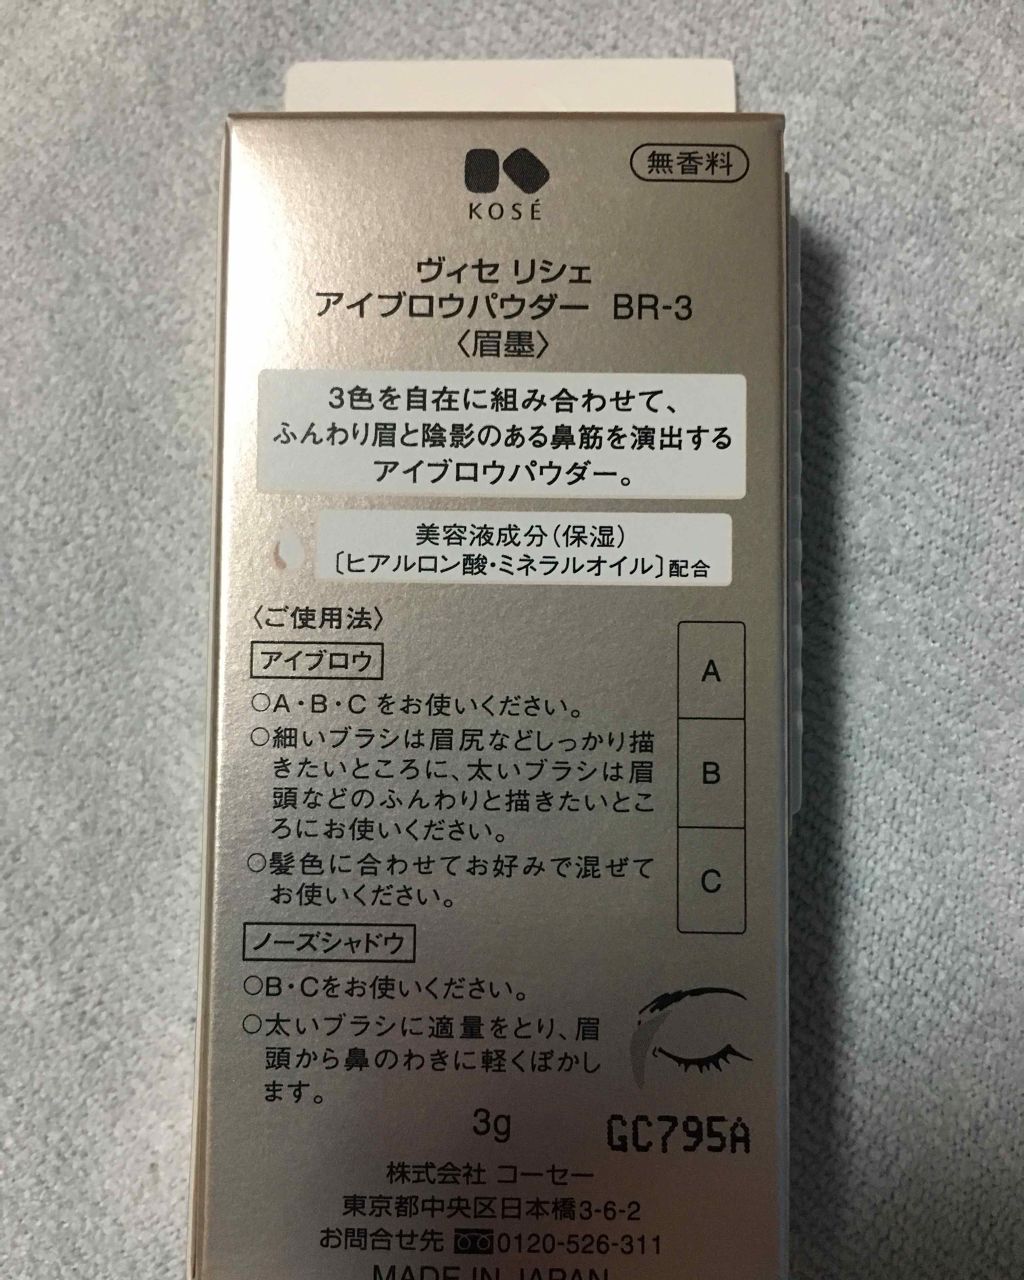 KOSÉ
無香料
ヴィセ リシェ
アイブロウパウダー BR-3
〈眉墨〉
3色を自在に組み合わせて、
ふんわり眉と陰影のある鼻筋を演出する
アイブロウパウダー。
美容液成分(保湿)
〔ヒアルロン酸・ミネラルオイル〕配合
〈ご使用法〉
アイブロウ
○A・B・C をお使いください。
○細いブラシは眉尻などしっかり描
きたいところに、太いブラシは眉
頭などのふんわりと描きたいとこ
ろにお使いください。
○髪色に合わせてお好みで混ぜて
お使いください。
A
B
C
ノーズシャドウ
○B・Cをお使いください。
○太いブラシに適量をとり、眉
頭から鼻のわきに軽くぼかし
ます。
3g
GC795A
株式会社 コーセー
東京都中央区日本橋3-6-2
お問合せ先 0120-526-311
MADE IN JAPAN